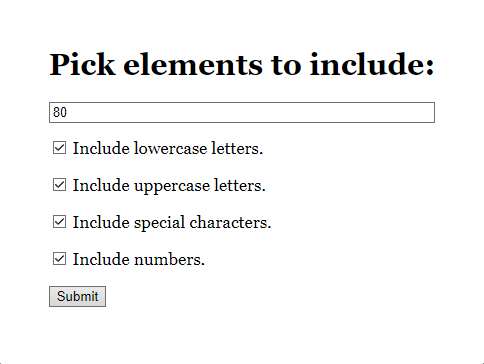 Pick elements to include:
80
Include lowercase letters.
Include uppercase letters.
Include special characters.
Include numbers.
Submit